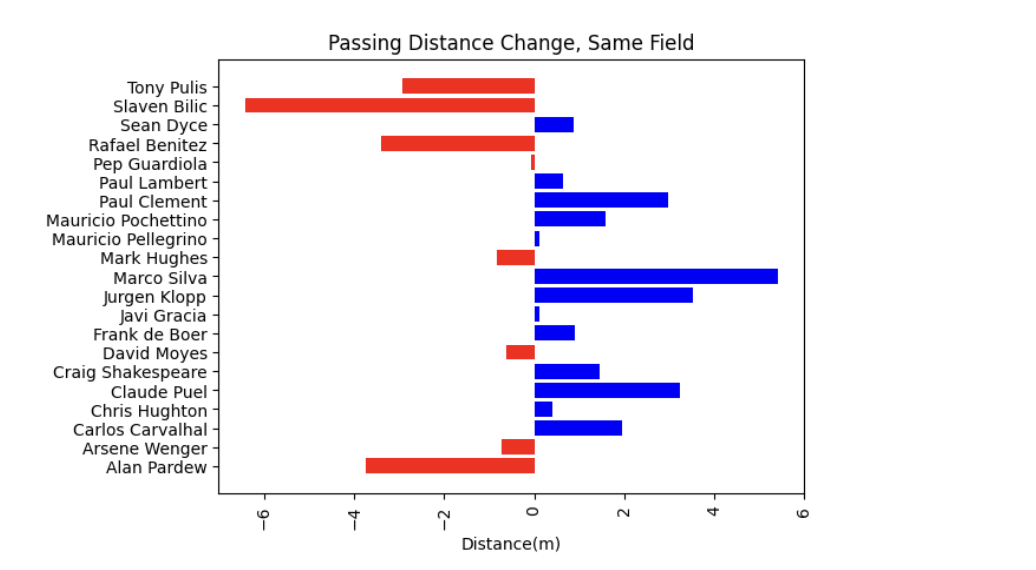 Passing Distance Change, Same Field
Tony Pulis
Slaven Bilic
Sean Dyce
Rafael Benitez
Pep Guardiola
Paul Lambert
Paul Clement
Mauricio Pochettino
Mauricio Pellegrino
Mark Hughes
Marco Silva
Jurgen Klopp
Javi Gracia
Frank de Boer
David Moyes
Craig Shakespeare
Claude Puel
Chris Hughton
Carlos Carvalhal
Arsene Wenger
Alan Pardew
−6 −4 −2 0 2 4 6
Distance(m)